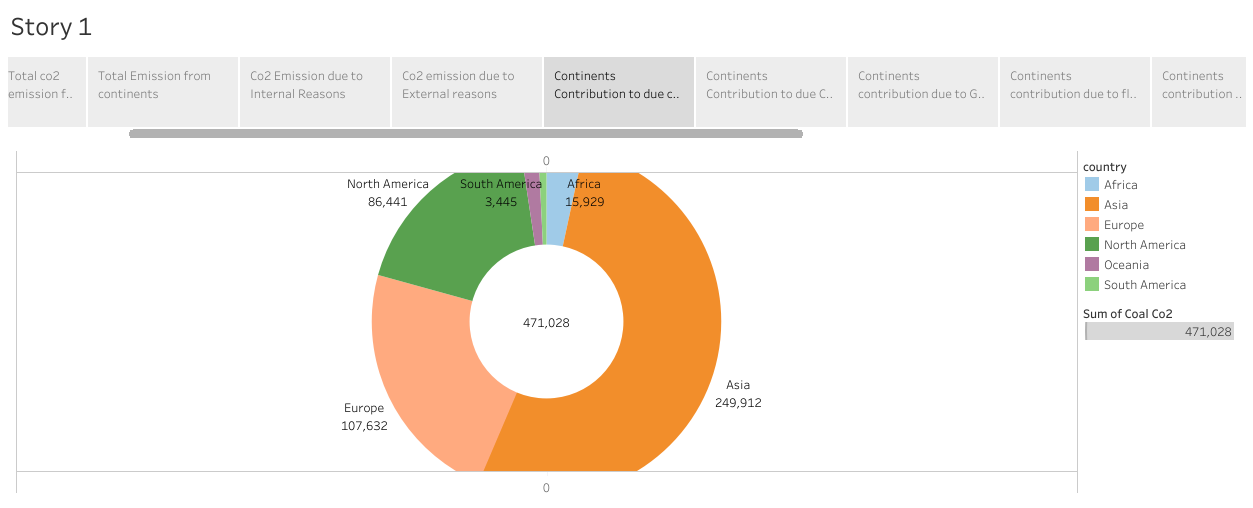 Story 1
Total co2
emission f..
Total Emission from
continents
Co2 Emission due to
Internal Reasons
Co2 emission due to
External reasons
Continents
Contribution to due c..
Continents
Contribution to due C..
Continents
contribution due to G..
Continents
contribution due to fl..
Continents
contribution ..
0
North America
86,441
South America
3,445
Africa
15,929
471,028
Asia
249,912
Europe
107,632
0
country
Africa
Asia
Europe
North America
Oceania
South America
Sum of Coal Co2
471,028